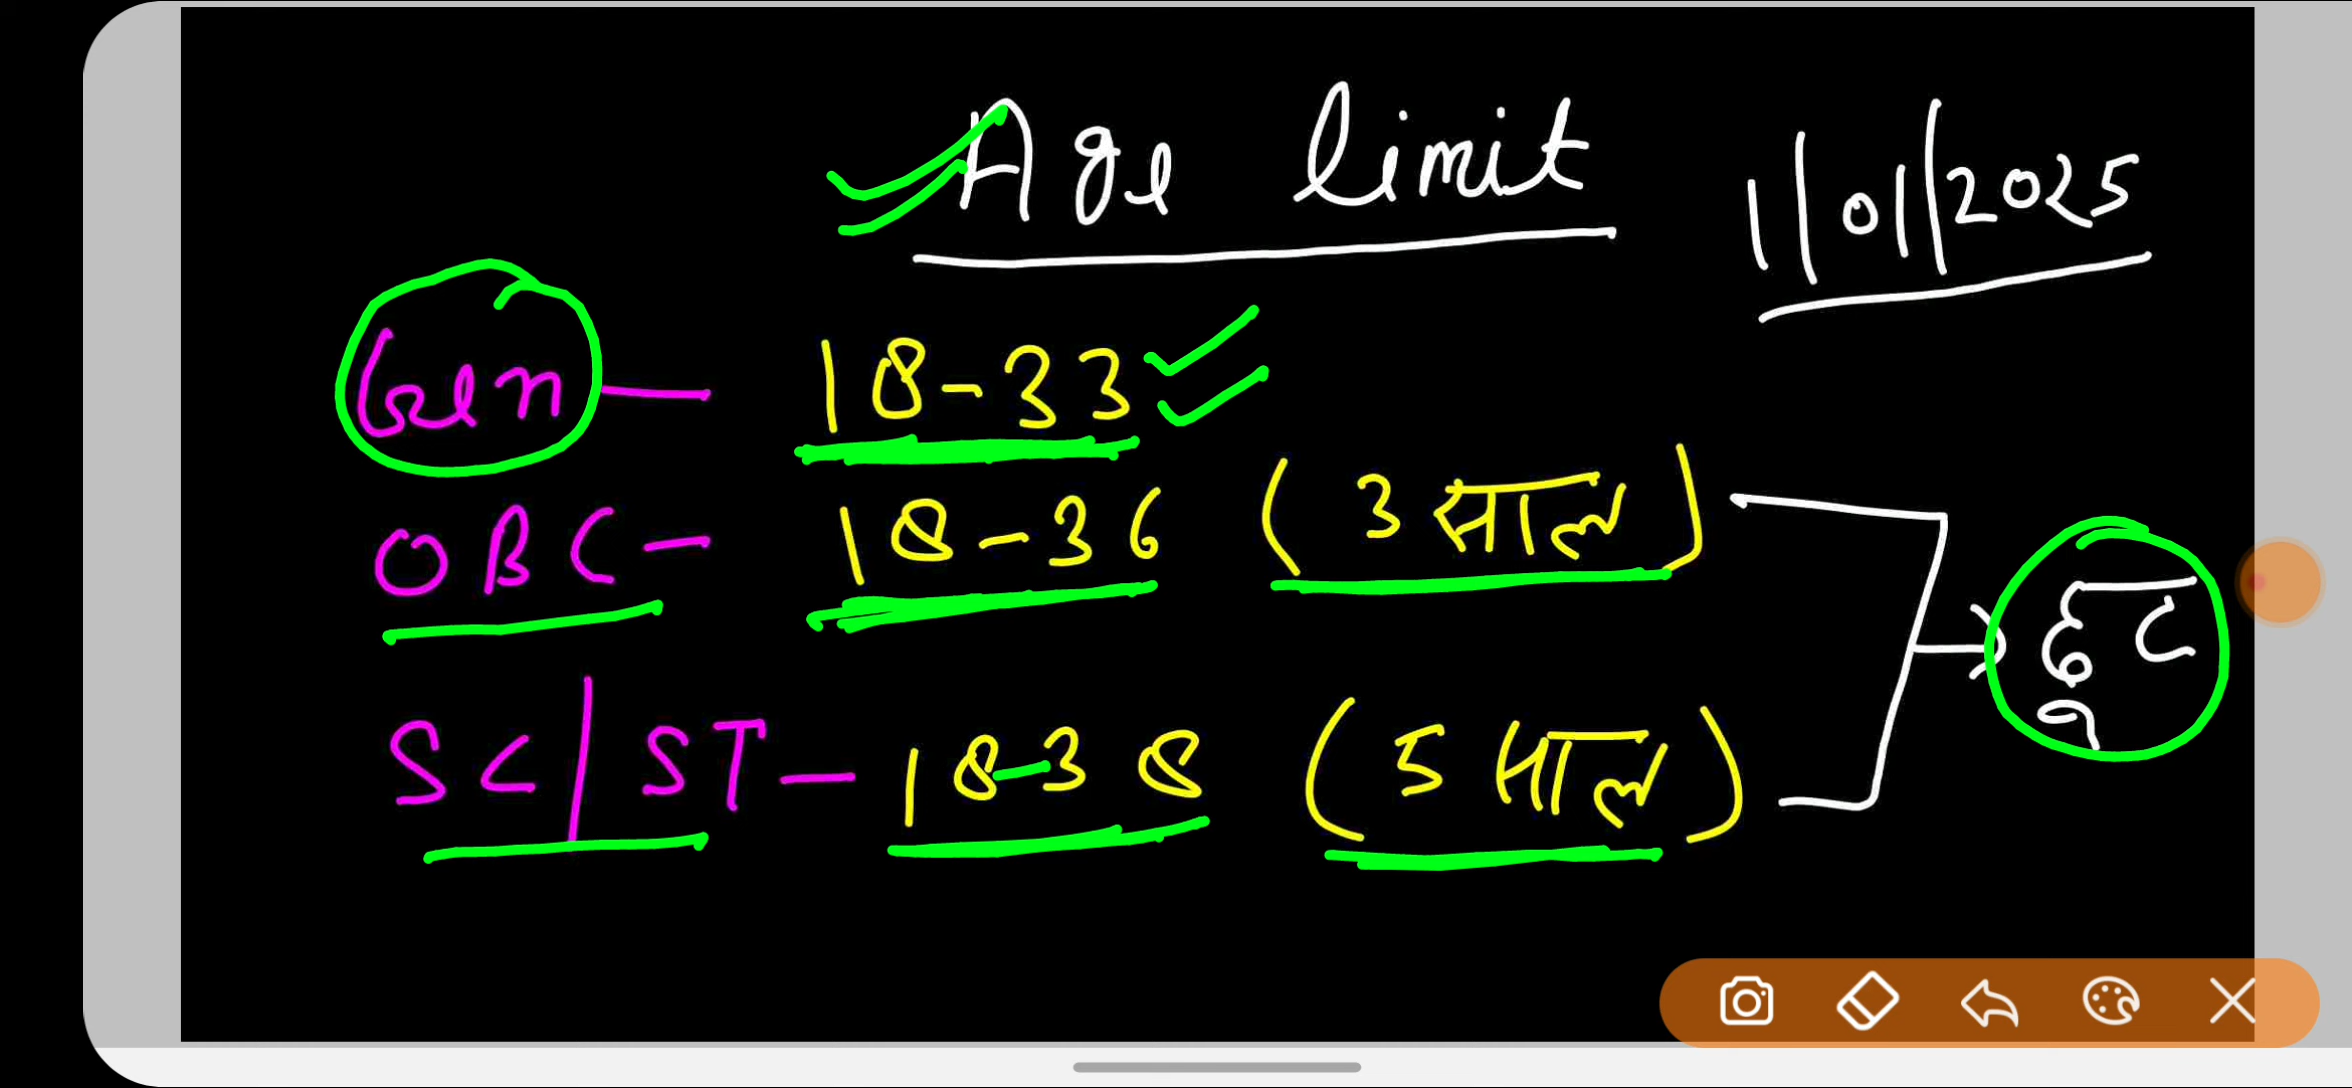 Age limit 1/01/2025
Gen — 18-33
OBC - 18-36 (3 साल)
SC/ST - 18-38 (5 साल)
छूट